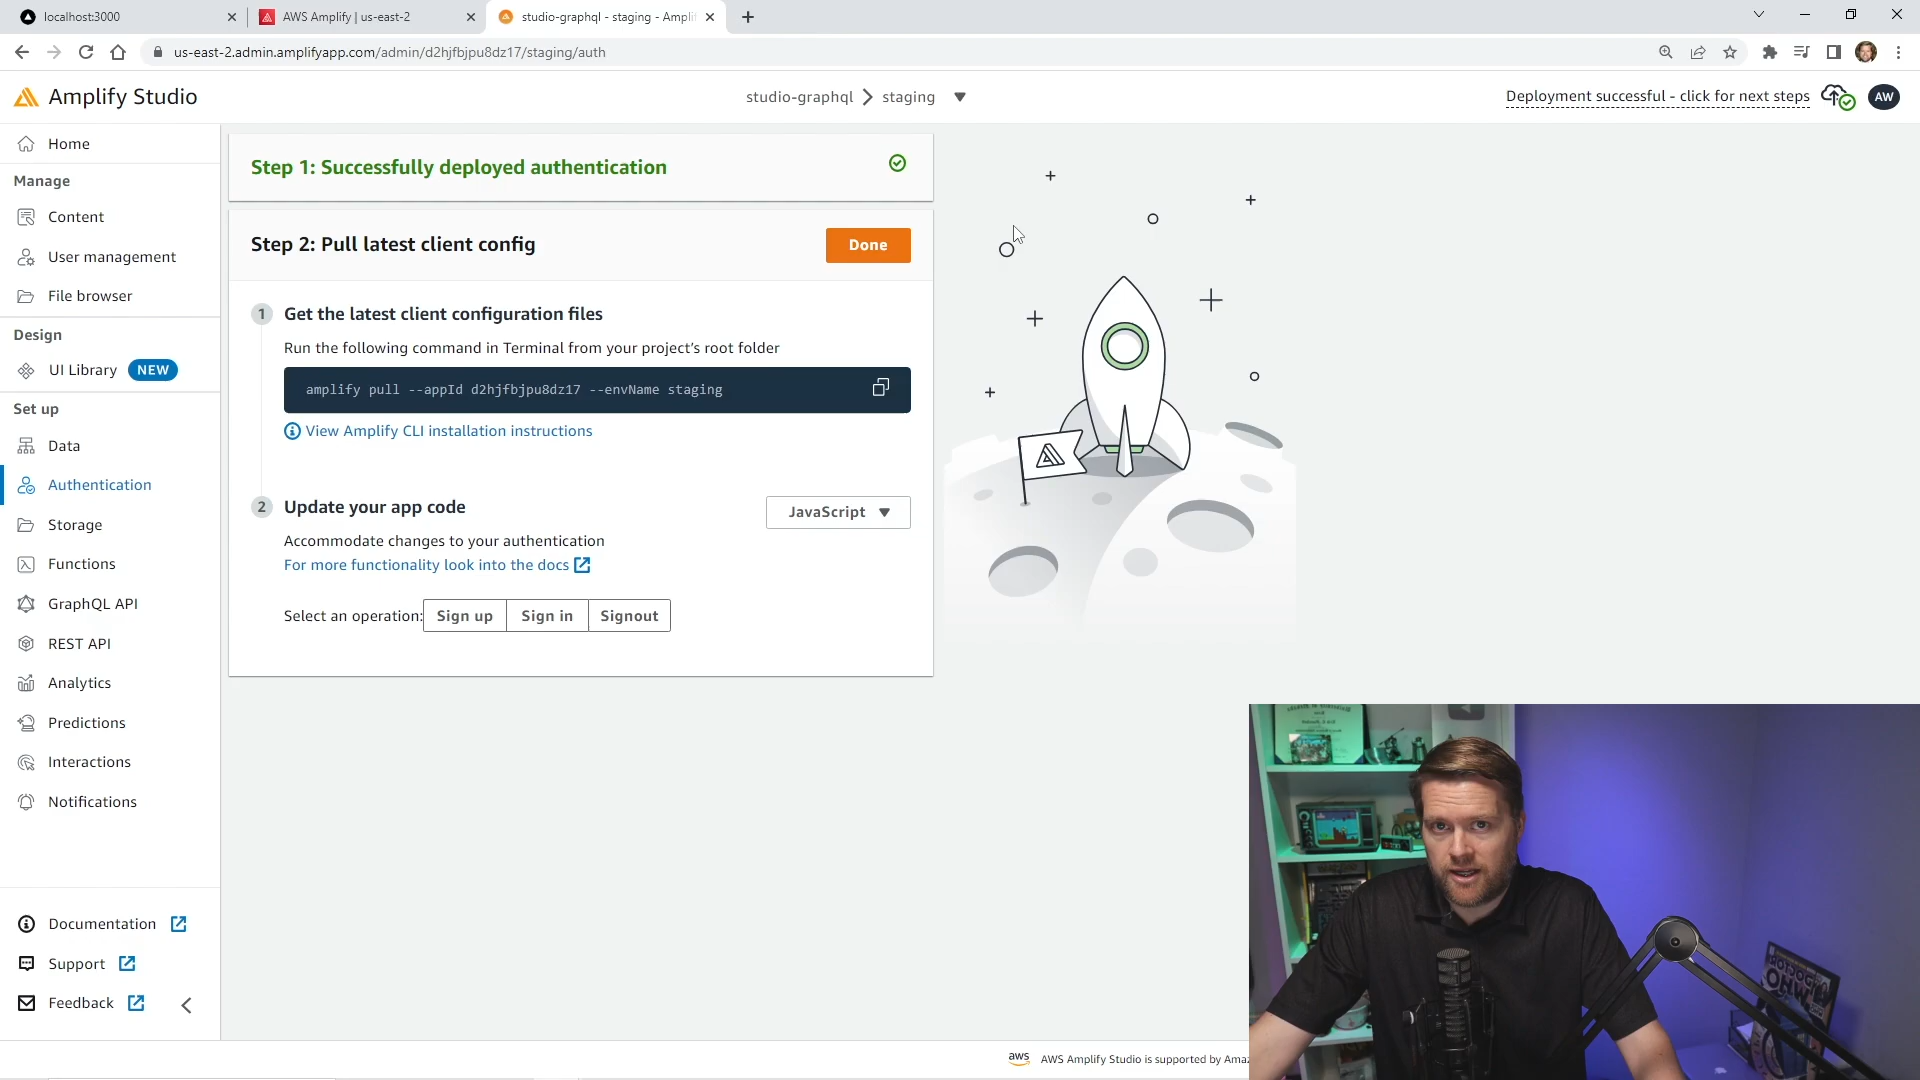 localhost:3000
AWS Amplify | us-east-2
studio-graphql - staging - Amplif
us-east-2.admin.amplifyapp.com/admin/d2hjfbjpu8dz17/staging/auth
Amplify Studio
studio-graphql
staging
Deployment successful - click for next steps
AW
Home
Manage
Content
User management
File browser
Design
UI Library NEW
Set up
Data
Authentication
Storage
Functions
GraphQL API
REST API
Analytics
Predictions
Interactions
Notifications
Documentation
Support
Feedback
Step 1: Successfully deployed authentication
Step 2: Pull latest client config
Done
1 Get the latest client configuration files
Run the following command in Terminal from your project's root folder
amplify pull --appId d2hjfbjpu8dz17 --envName staging
View Amplify CLI installation instructions
2 Update your app code
JavaScript
Accommodate changes to your authentication
For more functionality look into the docs
Select an operation: Sign up Sign in Signout
aws AWS Amplify Studio is supported by Amaz
DOCTOR
WHO